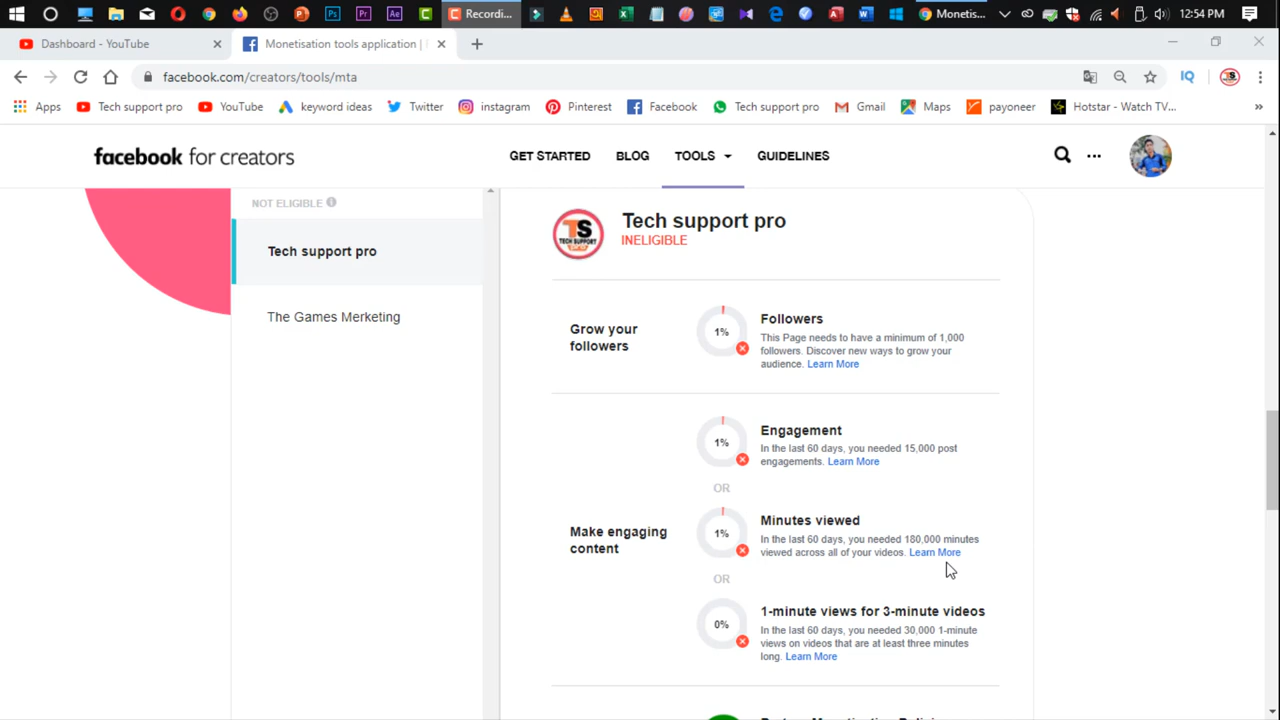 Recordi...
Monetis...
12:54 PM
Dashboard - YouTube
Monetisation tools application |
facebook.com/creators/tools/mta
Apps
Tech support pro
YouTube
keyword ideas
Twitter
instagram
Pinterest
Facebook
Tech support pro
Gmail
Maps
payoneer
Hotstar - Watch TV...
facebook for creators
GET STARTED
BLOG
TOOLS
GUIDELINES
NOT ELIGIBLE
Tech support pro
The Games Merketing
TS
TECH SUPPORT
pro
Tech support pro
INELIGIBLE
Grow your
followers
1%
Followers
This Page needs to have a minimum of 1,000
followers. Discover new ways to grow your
audience. Learn More
Make engaging
content
1%
Engagement
In the last 60 days, you needed 15,000 post
engagements. Learn More
OR
1%
Minutes viewed
In the last 60 days, you needed 180,000 minutes
viewed across all of your videos. Learn More
OR
0%
1-minute views for 3-minute videos
In the last 60 days, you needed 30,000 1-minute
views on videos that are at least three minutes
long. Learn More